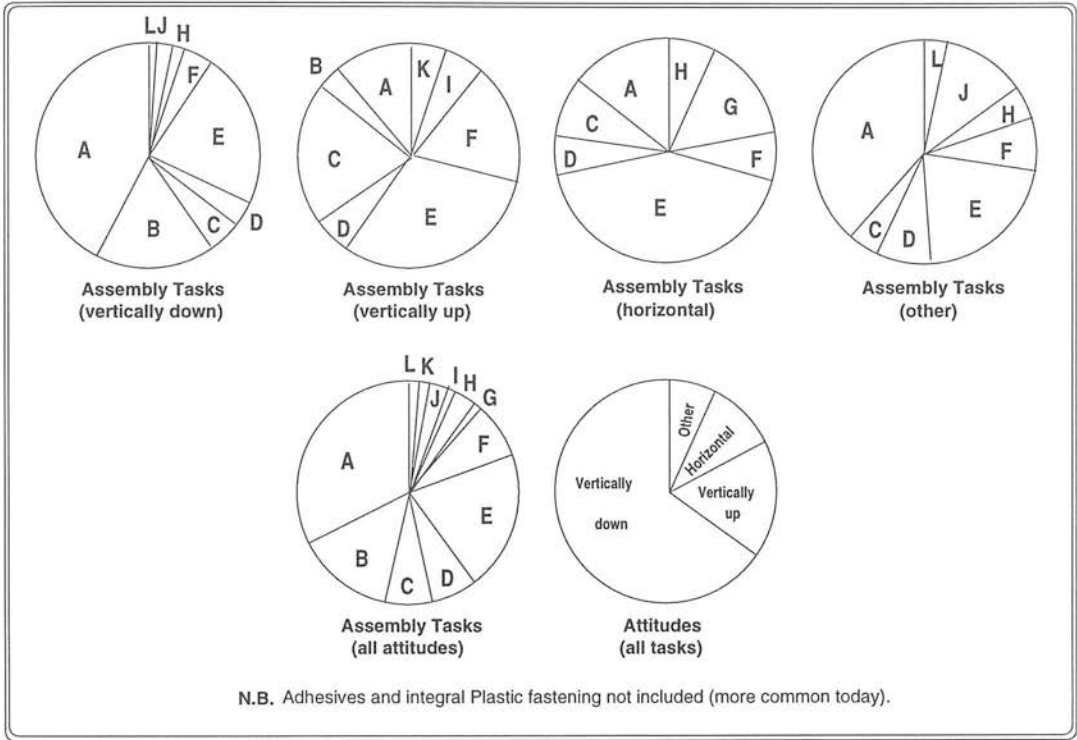 L J H
F
A
E
B
C
D
Assembly Tasks
(vertically down)
B
A
K
I
F
C
E
D
Assembly Tasks
(vertically up)
A
H
G
C
D
F
E
Assembly Tasks
(horizontal)
L
J
A
H
F
E
C
D
Assembly Tasks
(other)
L K
J
I H
G
F
A
E
B
C
D
Assembly Tasks
(all attitudes)
Other
Horizontal
Vertically
down
Vertically
up
Attitudes
(all tasks)
N.B. Adhesives and integral Plastic fastening not included (more common today).